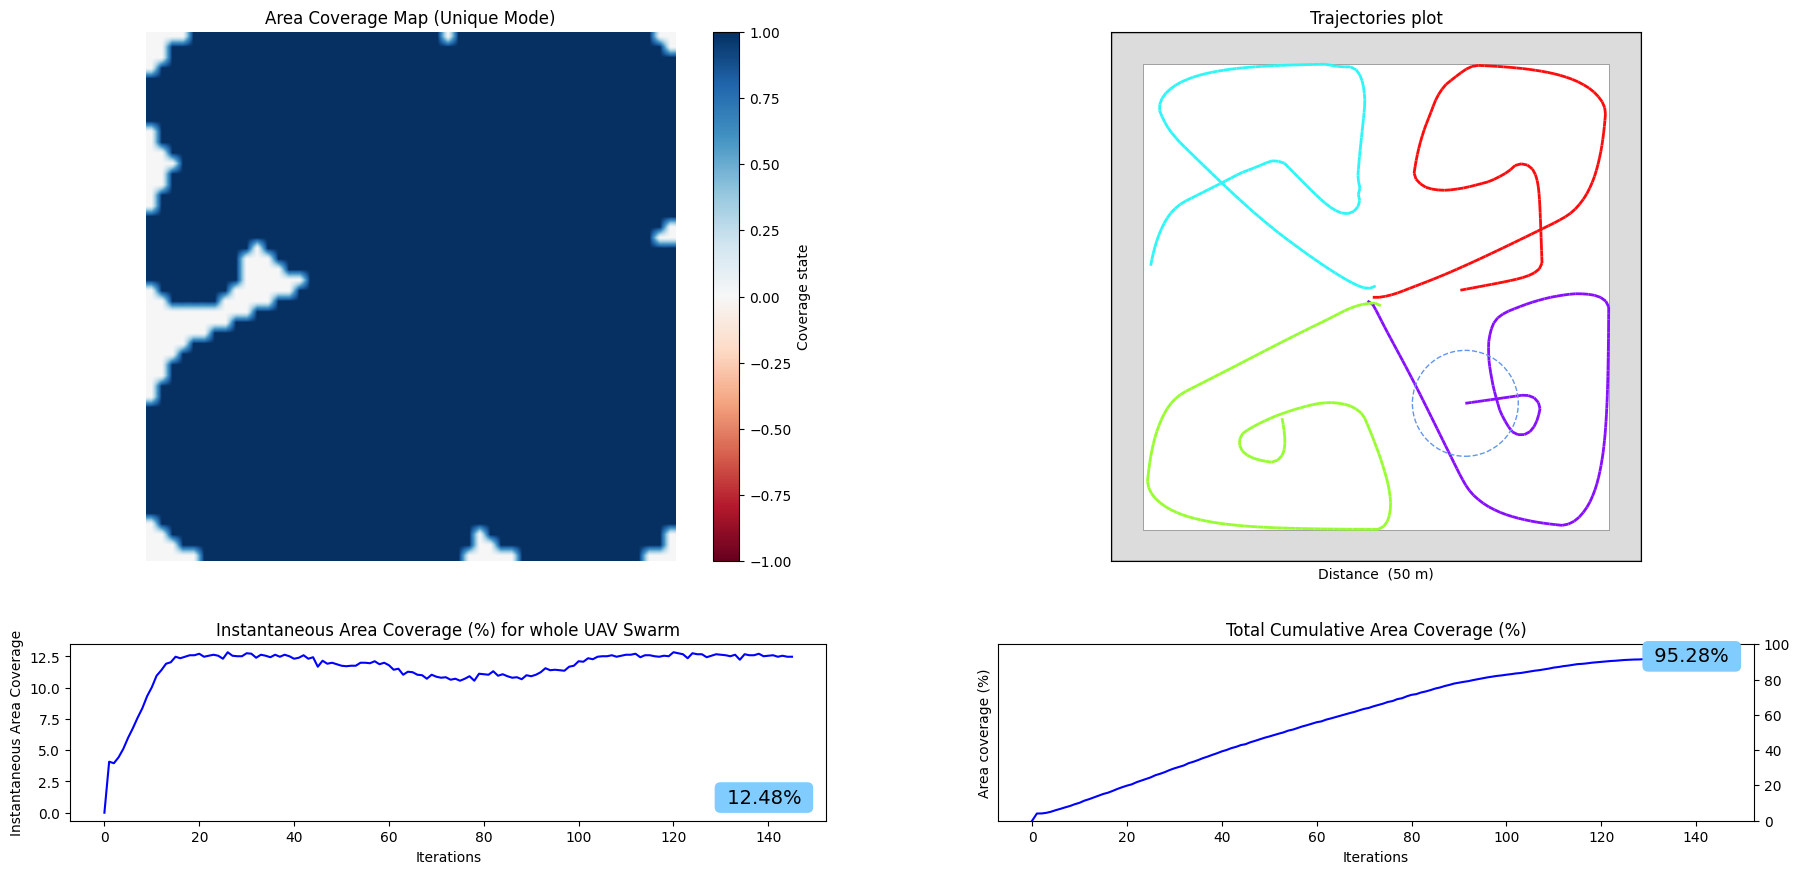 Area Coverage Map (Unique Mode)
1.00
0.75
0.50
0.25
0.00
−0.25
−0.50
−0.75
−1.00
Coverage state
Trajectories plot
Distance  (50 m)
Instantaneous Area Coverage (%) for whole UAV Swarm
Instantaneous Area Coverage
12.5
10.0
7.5
5.0
2.5
0.0
12.48%
0 20 40 60 80 100 120 140
Iterations
Total Cumulative Area Coverage (%)
Area coverage (%)
95.28%
100
80
60
40
20
0
0 20 40 60 80 100 120 140
Iterations